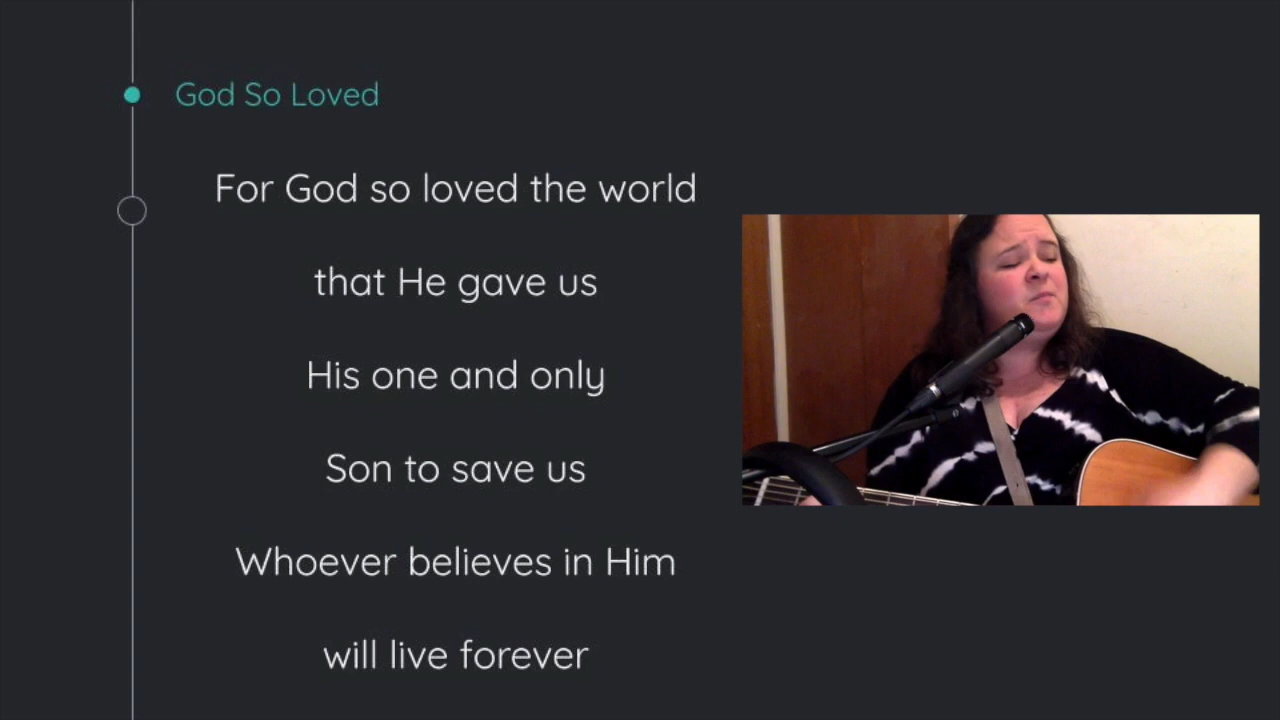 God So Loved
For God so loved the world
that He gave us
His one and only
Son to save us
Whoever believes in Him
will live forever